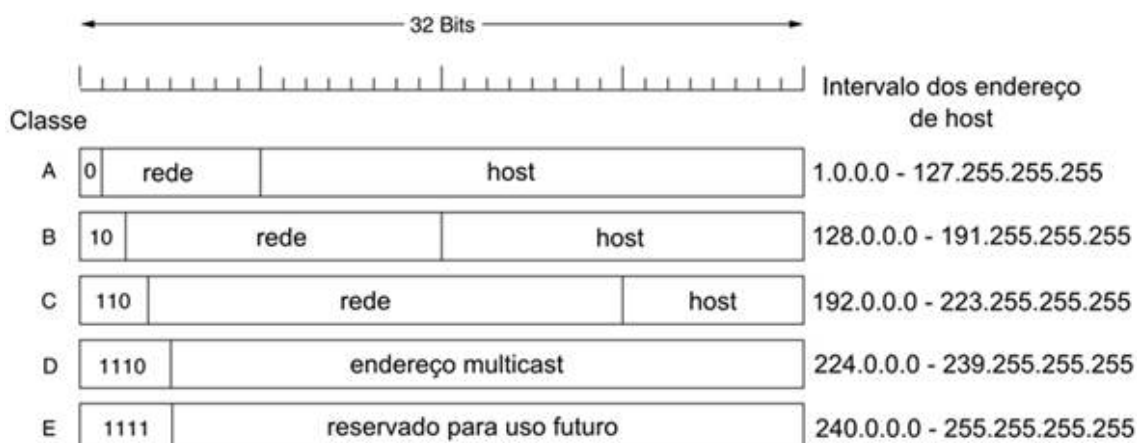 32 Bits
Intervalo dos endereço
de host
Classe
A 0 rede host 1.0.0.0 - 127.255.255.255
B 10 rede host 128.0.0.0 - 191.255.255.255
C 110 rede host 192.0.0.0 - 223.255.255.255
D 1110 endereço multicast 224.0.0.0 - 239.255.255.255
E 1111 reservado para uso futuro 240.0.0.0 - 255.255.255.255